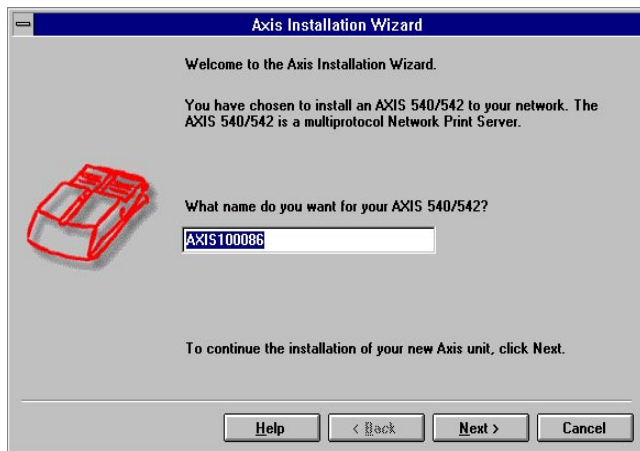 Axis Installation Wizard
Welcome to the Axis Installation Wizard.
You have chosen to install an AXIS 540/542 to your network. The
AXIS 540/542 is a multiprotocol Network Print Server.
What name do you want for your AXIS 540/542?
AXIS100086
To continue the installation of your new Axis unit, click Next.
Help
< Back
Next >
Cancel